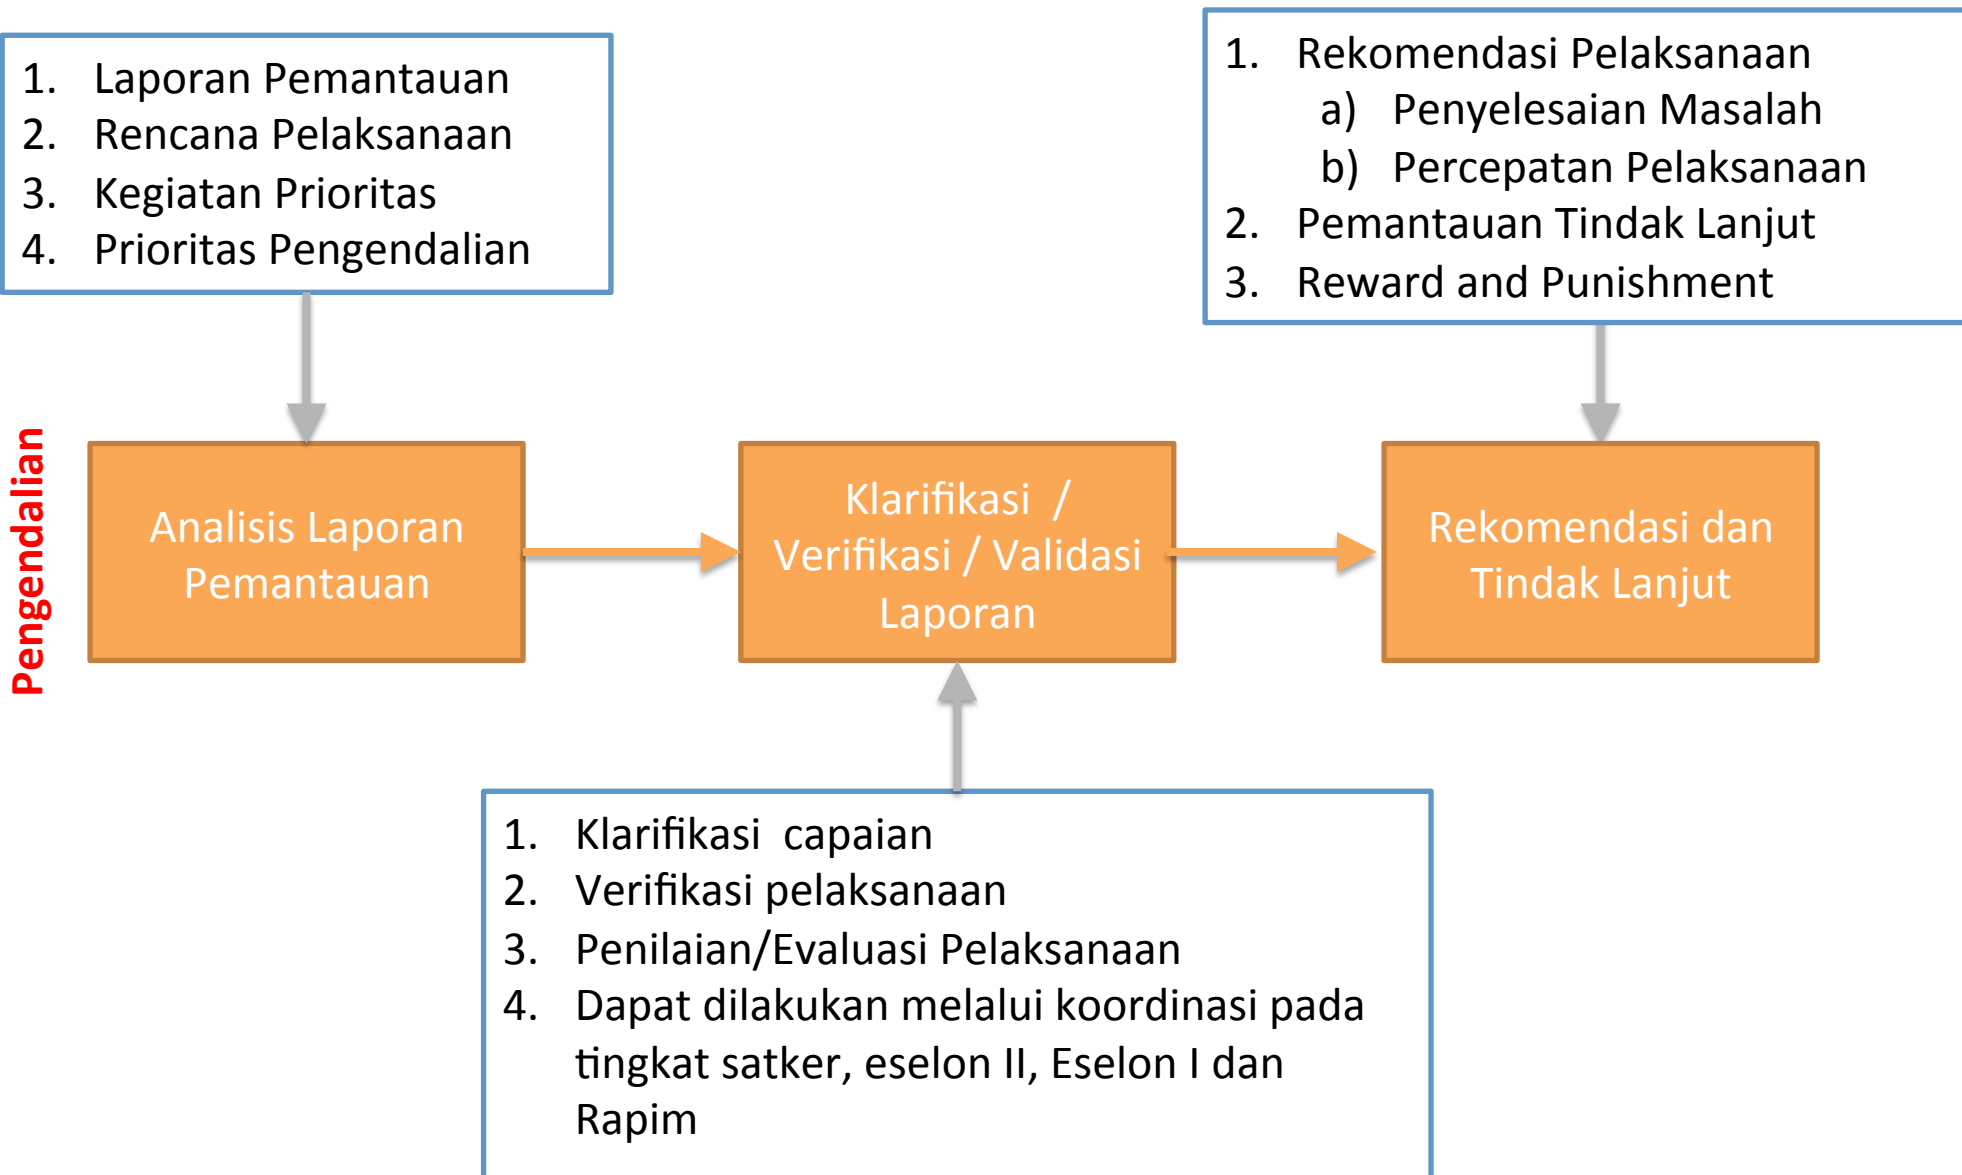 1. Laporan Pemantauan
2. Rencana Pelaksanaan
3. Kegiatan Prioritas
4. Prioritas Pengendalian
1. Rekomendasi Pelaksanaan
a) Penyelesaian Masalah
b) Percepatan Pelaksanaan
2. Pemantauan Tindak Lanjut
3. Reward and Punishment
Pengendalian
Analisis Laporan
Pemantauan
Klarifikasi /
Verifikasi / Validasi
Laporan
Rekomendasi dan
Tindak Lanjut
1. Klarifikasi capaian
2. Verifikasi pelaksanaan
3. Penilaian/Evaluasi Pelaksanaan
4. Dapat dilakukan melalui koordinasi pada
tingkat satker, eselon II, Eselon I dan
Rapim